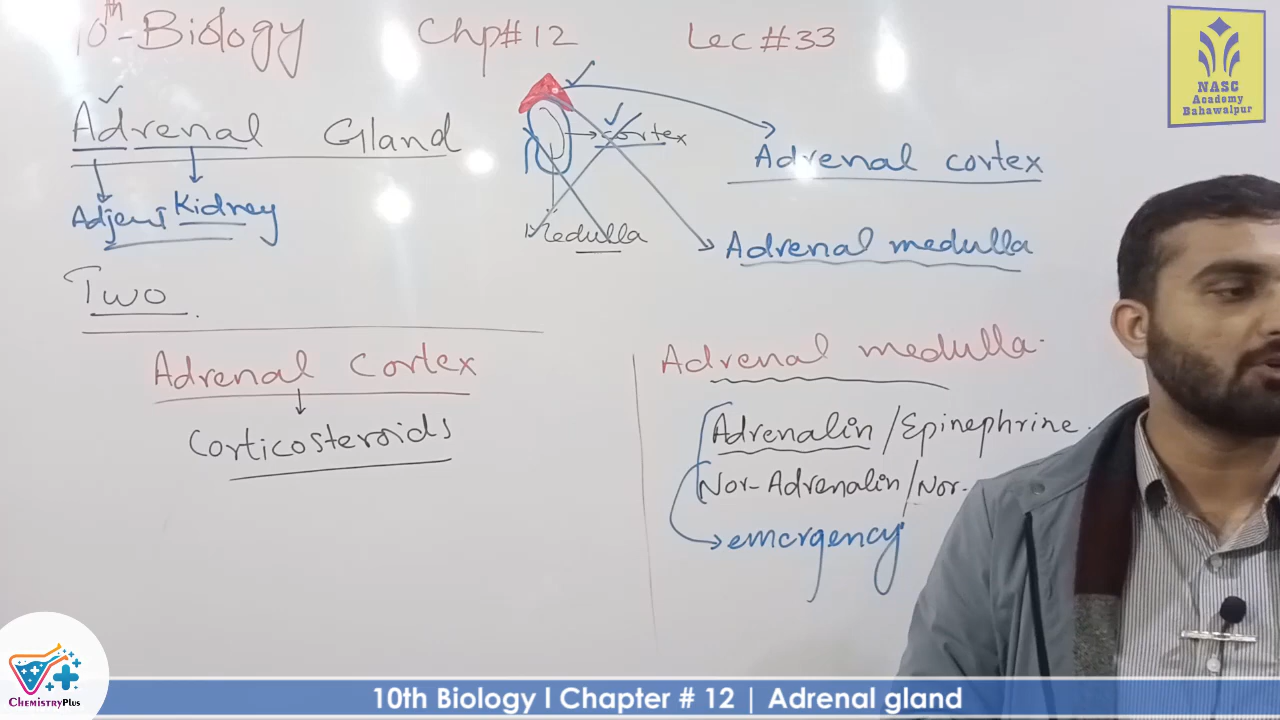 10th Biology Chp# 12 Lec # 33
NASC
Academy
Bahawalpur
Adrenal Gland
Cortex
Adrenal cortex
Kidney
Medulla
Adrenal medulla
Two
Adrenal Cortex
Adrenal medulla
Corticosteroids
Adrenalin / Epinephrine
Nor-Adrenalin / Nor-
emergency
CHEMISTRYPLUS
10th Biology I Chapter # 12 | Adrenal gland